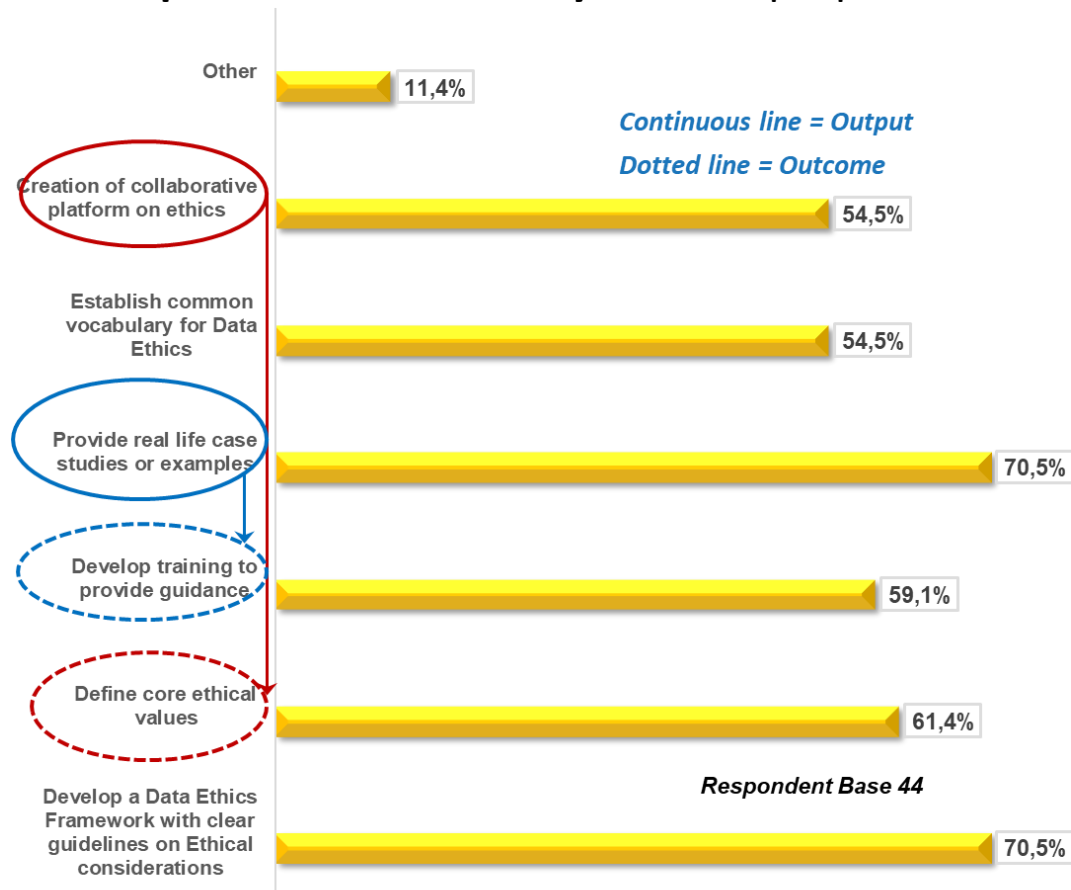 Other
11,4%
Continuous line = Output
Dotted line = Outcome
Creation of collaborative
platform on ethics
54,5%
Establish common
vocabulary for Data
Ethics
54,5%
Provide real life case
studies or examples
70,5%
Develop training to
provide guidance
59,1%
Define core ethical
values
61,4%
Respondent Base 44
Develop a Data Ethics
Framework with clear
guidelines on Ethical
considerations
70,5%